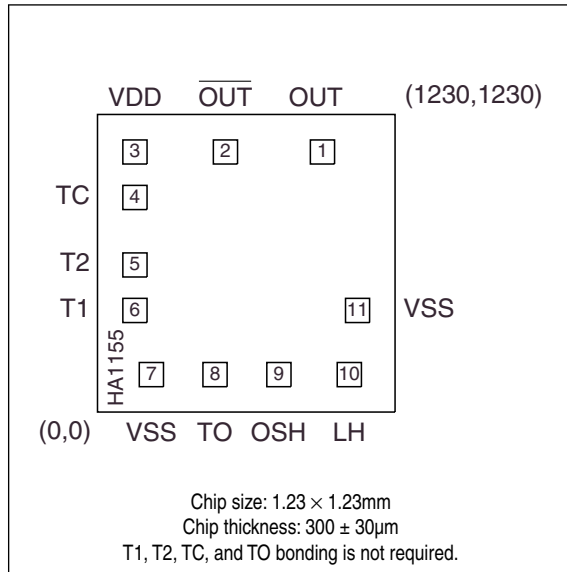 VDD OUT OUT (1230,1230)
3 2 1
TC 4
T2 5
T1 6 11 VSS
HA1155
7 8 9 10
(0,0) VSS TO OSH LH
Chip size: 1.23 × 1.23mm
Chip thickness: 300 ± 30µm
T1, T2, TC, and TO bonding is not required.